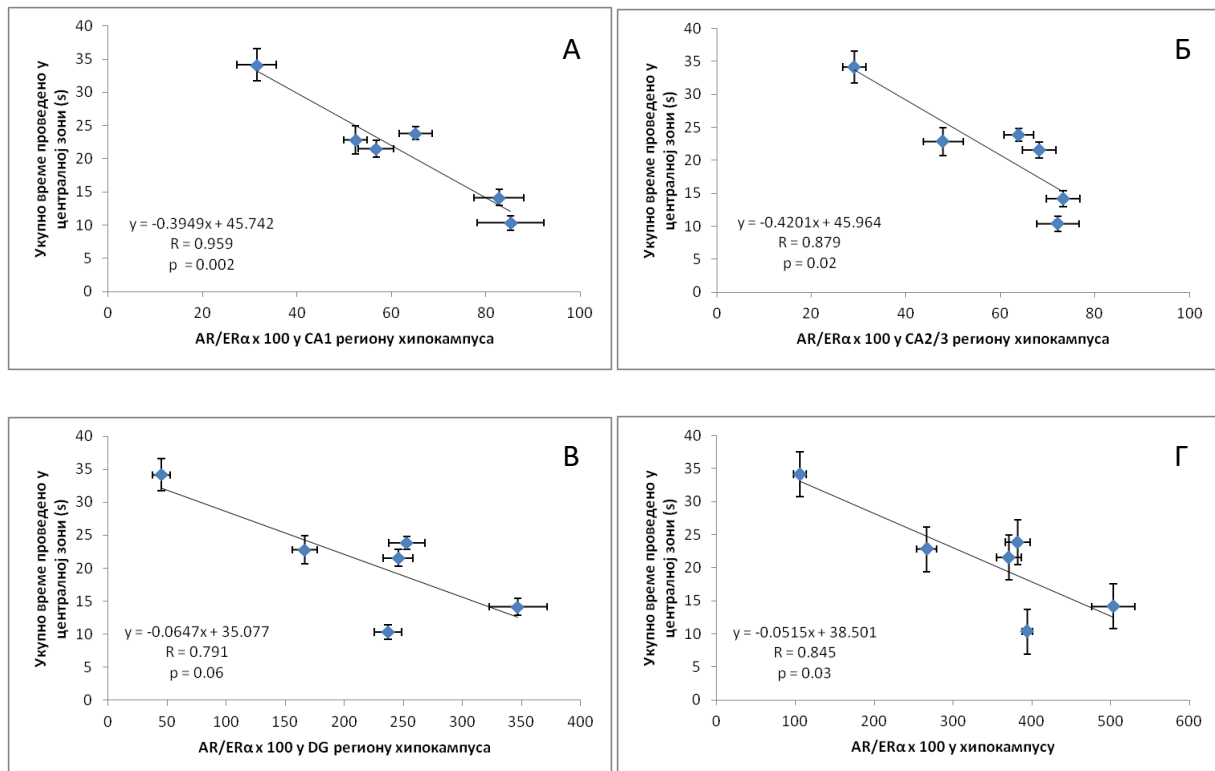 А
Укупно време проведено у
централној зони (s)
40
35
30
25
20
15
10
5
0
y = -0.3949x + 45.742
R = 0.959
p = 0.002
0 20 40 60 80 100
AR/ERα x 100 у CA1 региону хипокампуса
Б
Укупно време проведено у
централној зони (s)
40
35
30
25
20
15
10
5
0
y = -0.4201x + 45.964
R = 0.879
p = 0.02
0 20 40 60 80 100
AR/ERα x 100 у CA2/3 региону хипокампуса
В
Укупно време проведено у
централној зони (s)
40
35
30
25
20
15
10
5
0
y = -0.0647x + 35.077
R = 0.791
p = 0.06
0 50 100 150 200 250 300 350 400
AR/ERα x 100 у DG региону хипокампуса
Г
Укупно време проведено у
централној зони (s)
40
35
30
25
20
15
10
5
0
y = -0.0515x + 38.501
R = 0.845
p = 0.03
0 100 200 300 400 500 600
AR/ERα x 100 у хипокампусу